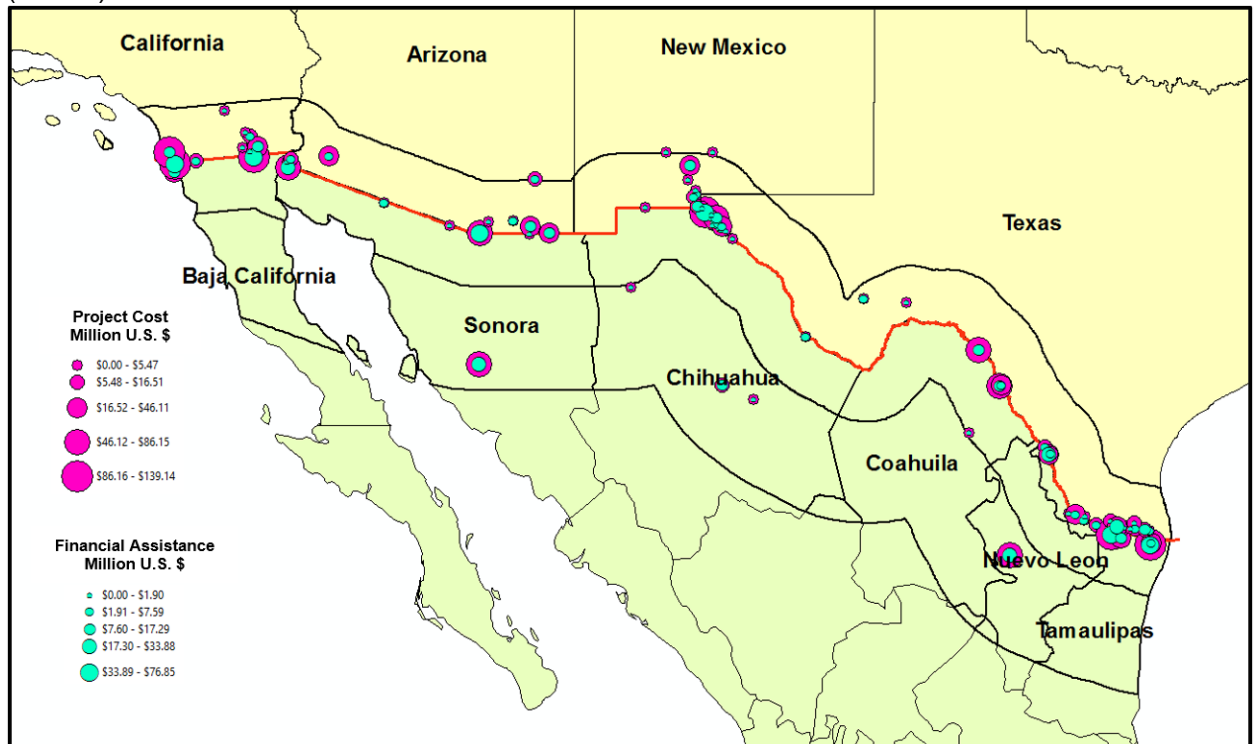 California
Arizona
New Mexico
Texas
Baja California
Sonora
Chihuahua
Coahuila
Nuevo Leon
Tamaulipas
Project Cost
Million U.S. $
$0.00 - $5.47
$5.48 - $16.51
$16.52 - $46.11
$46.12 - $86.15
$86.16 - $139.14
Financial Assistance
Million U.S. $
$0.00 - $1.90
$1.91 - $7.59
$7.60 - $17.29
$17.30 - $33.88
$33.89 - $76.85